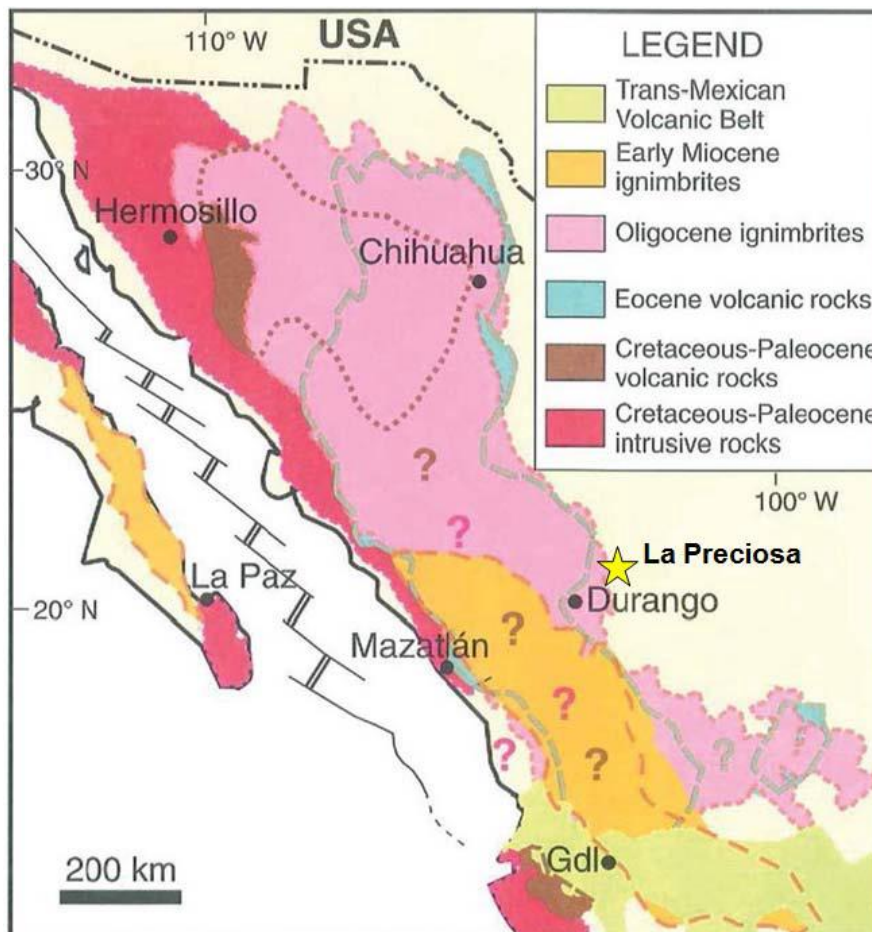 110° W
USA
30° N
Hermosillo
Chihuahua
?
?
La Preciosa
Durango
La Paz
20° N
Mazatlán
?
?
?
?
?
Gdl
200 km
100° W
LEGEND
Trans-Mexican
Volcanic Belt
Early Miocene
ignimbrites
Oligocene ignimbrites
Eocene volcanic rocks
Cretaceous-Paleocene
volcanic rocks
Cretaceous-Paleocene
intrusive rocks